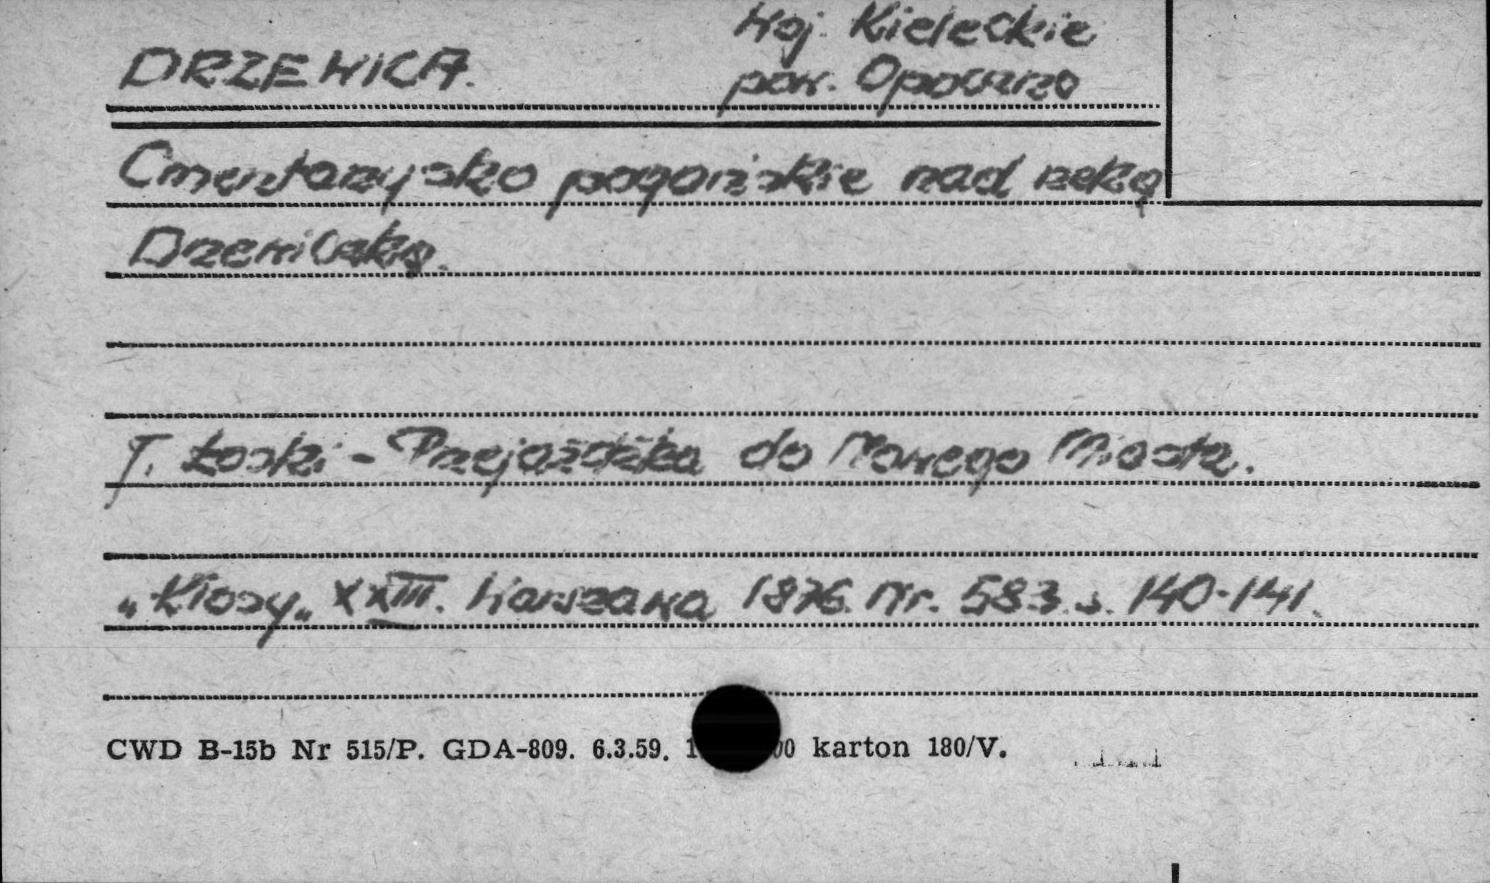 DRZEWICA. woj. Kieleckie
pow. Opoczno
Cmentarzysko pogańskie nad rzeką
Drzewiczką.
J. Łoski - Przejażdżka do Nowego Miasta.
"Kłosy" XXIII. Warszawa 1876. Nr. 583. s. 140-141.
CWD B-15b Nr 515/P. GDA-809. 6.3.59. karton 180/V.